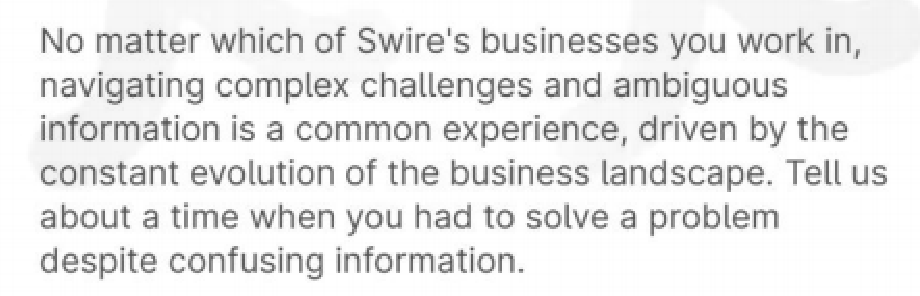 No matter which of Swire's businesses you work in,
navigating complex challenges and ambiguous
information is a common experience, driven by the
constant evolution of the business landscape. Tell us
about a time when you had to solve a problem
despite confusing information.